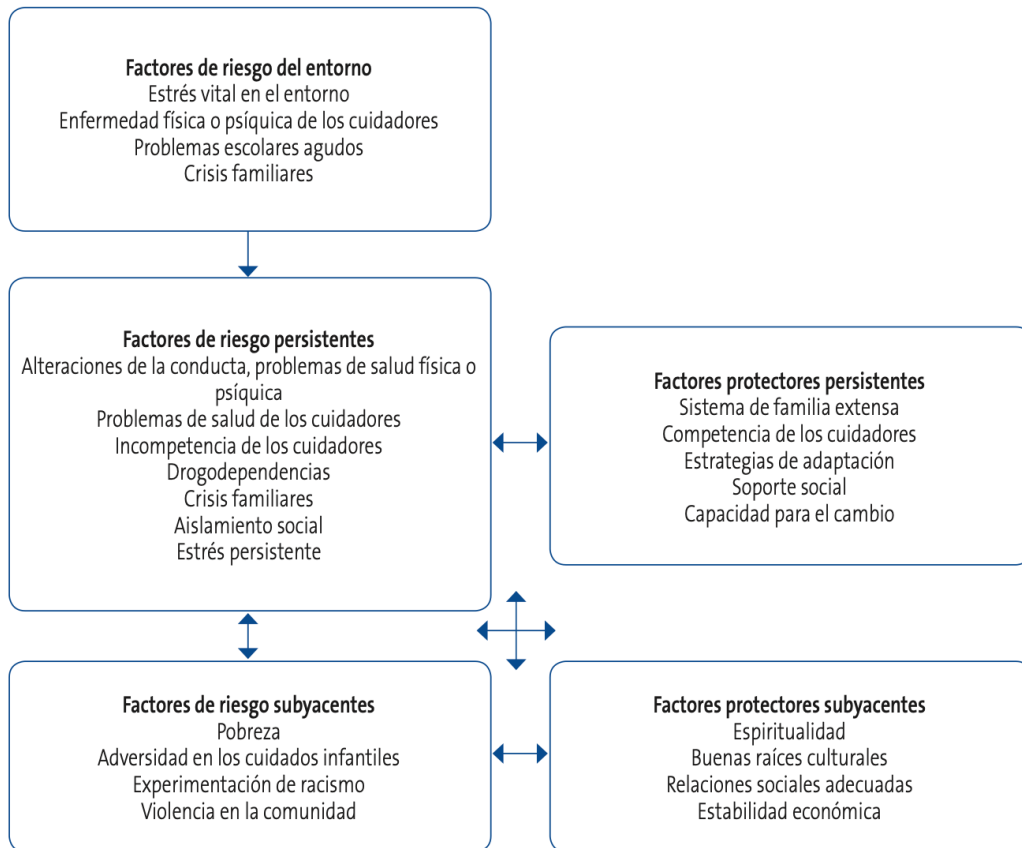 Factores de riesgo del entorno
Estrés vital en el entorno
Enfermedad física o psíquica de los cuidadores
Problemas escolares agudos
Crisis familiares
Factores de riesgo persistentes
Alteraciones de la conducta, problemas de salud física o
psíquica
Problemas de salud de los cuidadores
Incompetencia de los cuidadores
Drogodependencias
Crisis familiares
Aislamiento social
Estrés persistente
Factores protectores persistentes
Sistema de familia extensa
Competencia de los cuidadores
Estrategias de adaptación
Soporte social
Capacidad para el cambio
Factores de riesgo subyacentes
Pobreza
Adversidad en los cuidados infantiles
Experimentación de racismo
Violencia en la comunidad
Factores protectores subyacentes
Espiritualidad
Buenas raíces culturales
Relaciones sociales adecuadas
Estabilidad económica